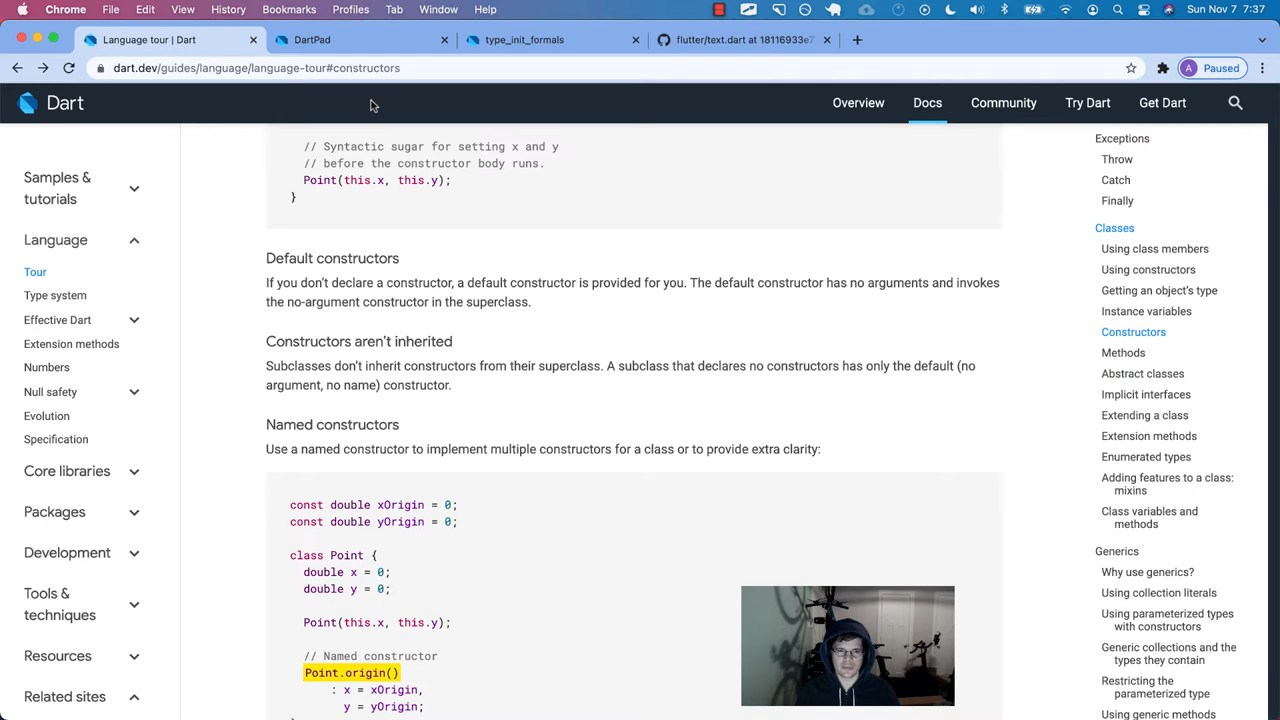 Chrome File Edit View History Bookmarks Profiles Tab Window Help
Sun Nov 7 7:37
Language tour | Dart
DartPad
type_init_formals
flutter/text.dart at 18116933e7
dart.dev/guides/language/language-tour#constructors
A Paused
Dart
Overview
Docs
Community
Try Dart
Get Dart
Samples &
tutorials
Language
Tour
Type system
Effective Dart
Extension methods
Numbers
Null safety
Evolution
Specification
Core libraries
Packages
Development
Tools &
techniques
Resources
Related sites
// Syntactic sugar for setting x and y
// before the constructor body runs.
Point(this.x, this.y);
}
Default constructors
If you don’t declare a constructor, a default constructor is provided for you. The default constructor has no arguments and invokes
the no-argument constructor in the superclass.
Constructors aren’t inherited
Subclasses don’t inherit constructors from their superclass. A subclass that declares no constructors has only the default (no
argument, no name) constructor.
Named constructors
Use a named constructor to implement multiple constructors for a class or to provide extra clarity:
const double xOrigin = 0;
const double yOrigin = 0;
class Point {
double x = 0;
double y = 0;
Point(this.x, this.y);
// Named constructor
Point.origin()
: x = xOrigin,
y = yOrigin;
Exceptions
Throw
Catch
Finally
Classes
Using class members
Using constructors
Getting an object’s type
Instance variables
Constructors
Methods
Abstract classes
Implicit interfaces
Extending a class
Extension methods
Enumerated types
Adding features to a class:
mixins
Class variables and
methods
Generics
Why use generics?
Using collection literals
Using parameterized types
with constructors
Generic collections and the
types they contain
Restricting the
parameterized type
Using generic methods